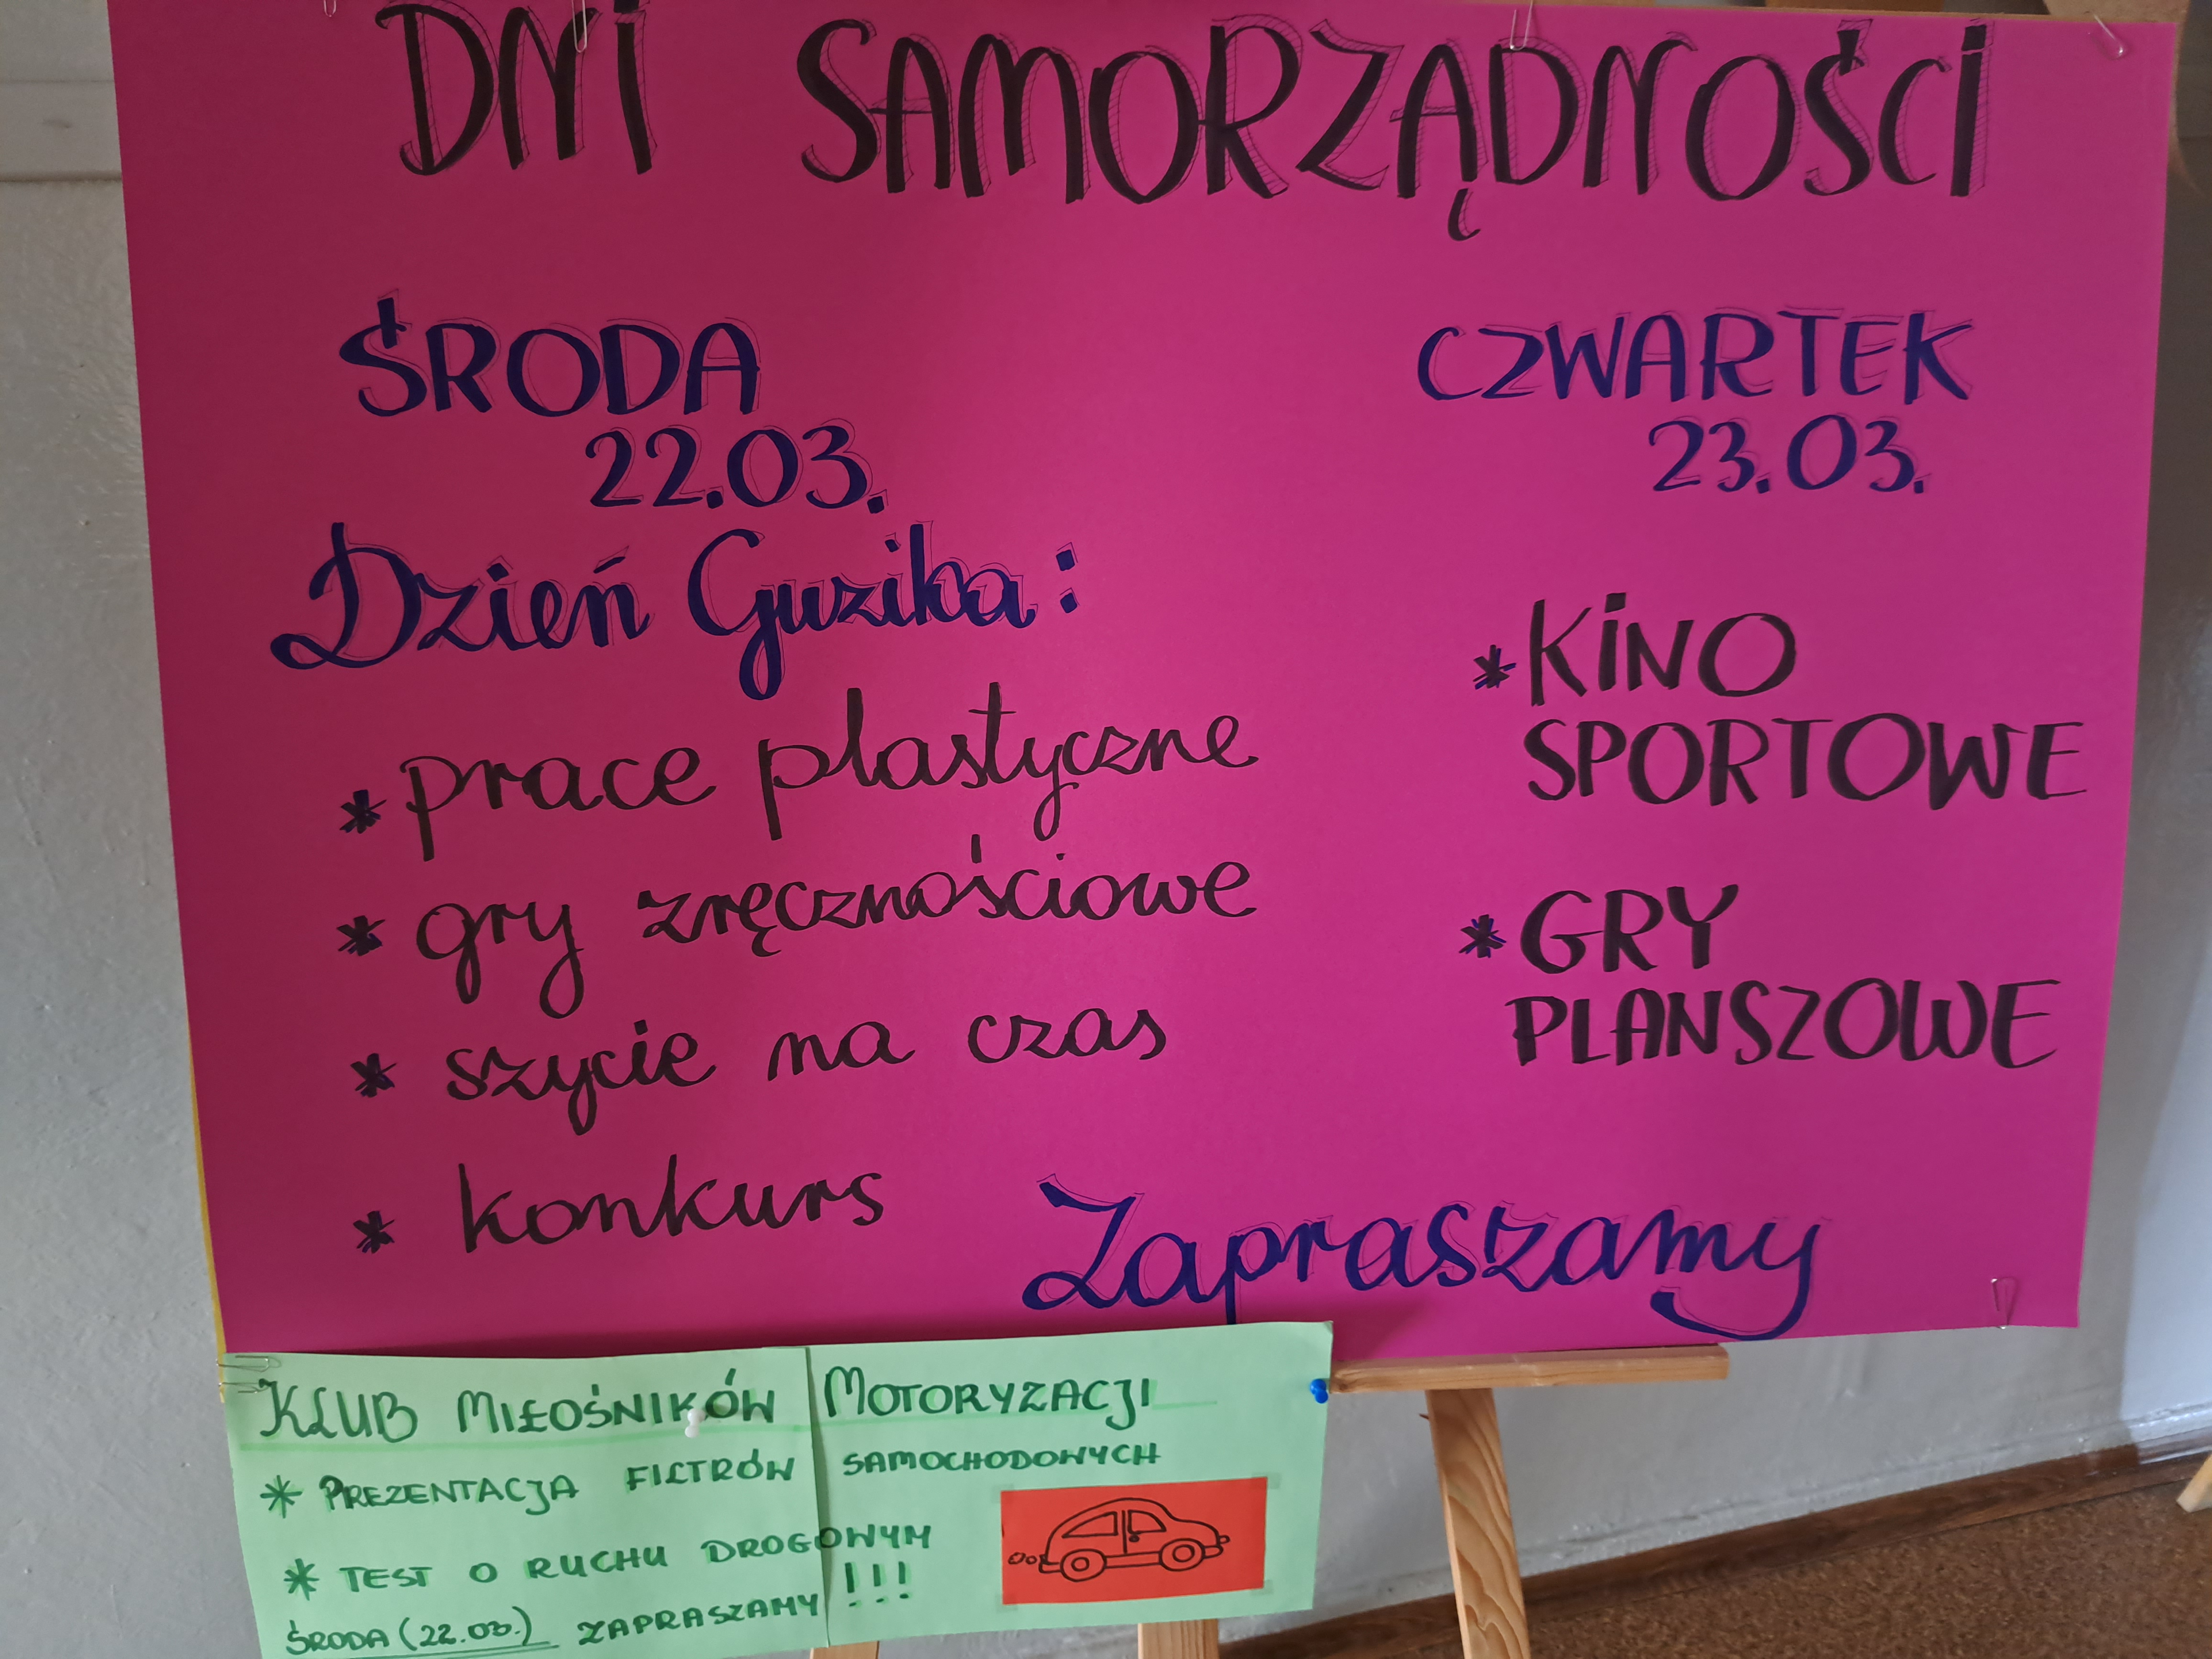 DNI SAMORZĄDNOŚCI
ŚRODA
22.03.
Dzień Guzika:
* prace plastyczne
* gry zręcznościowe
* szycie na czas
* konkurs
CZWARTEK
23.03.
* KINO
SPORTOWE
* GRY
PLANSZOWE
Zapraszamy
KLUB MIŁOŚNIKÓW MOTORYZACJI
* PREZENTACJA FILTRÓW SAMOCHODOWYCH
* TEST O RUCHU DROGOWYM
ŚRODA (22.03.) ZAPRASZAMY !!!